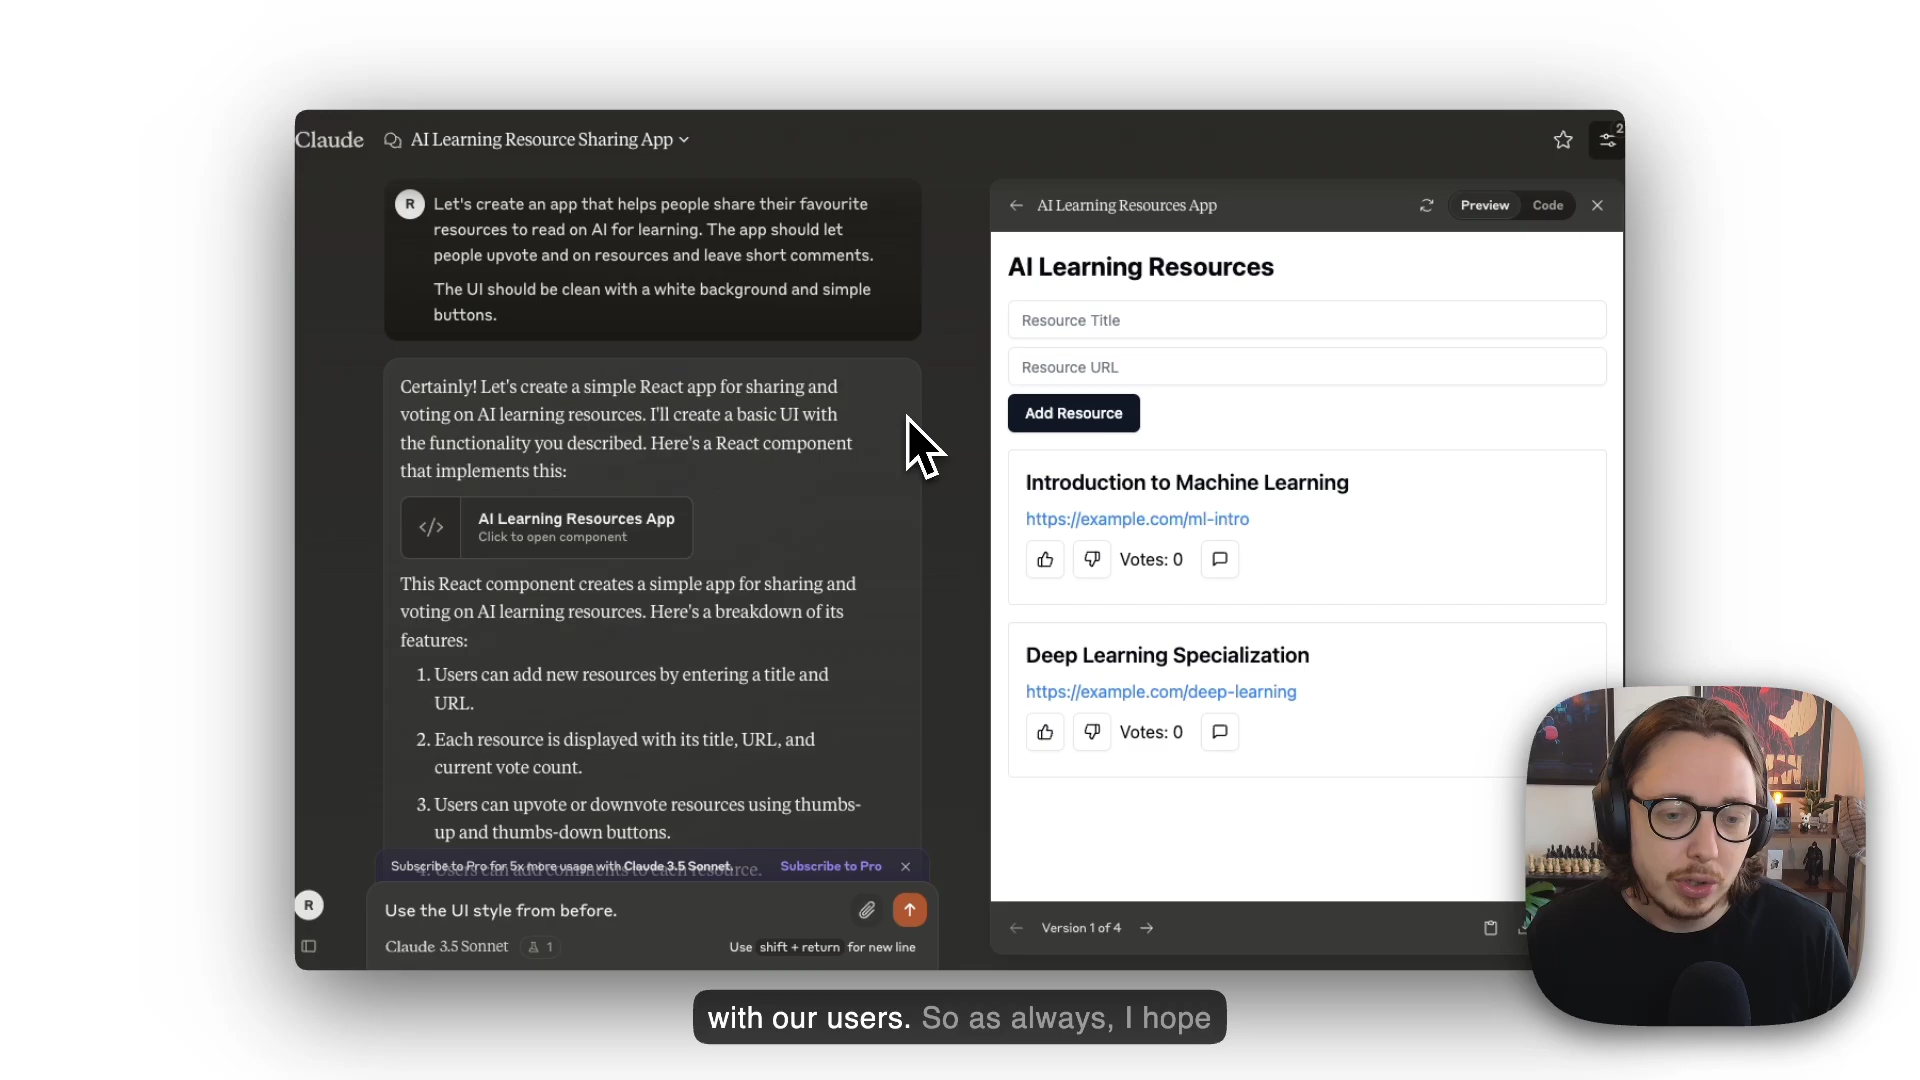 Claude
AI Learning Resource Sharing App
2
R
Let's create an app that helps people share their favourite
resources to read on AI for learning. The app should let
people upvote and on resources and leave short comments.
The UI should be clean with a white background and simple
buttons.
Certainly! Let's create a simple React app for sharing and
voting on AI learning resources. I'll create a basic UI with
the functionality you described. Here's a React component
that implements this:
</>
AI Learning Resources App
Click to open component
This React component creates a simple app for sharing and
voting on AI learning resources. Here's a breakdown of its
features:
1. Users can add new resources by entering a title and
URL.
2. Each resource is displayed with its title, URL, and
current vote count.
3. Users can upvote or downvote resources using thumbs-
up and thumbs-down buttons.
4. Users can add comments to each resource.
Subscribe to Pro for 5x more usage with Claude 3.5 Sonnet. Subscribe to Pro
R
Use the UI style from before.
Claude 3.5 Sonnet 1 Use shift + return for new line
AI Learning Resources App
Preview Code
AI Learning Resources
Resource Title
Resource URL
Add Resource
Introduction to Machine Learning
https://example.com/ml-intro
Votes: 0
Deep Learning Specialization
https://example.com/deep-learning
Votes: 0
Version 1 of 4
with our users. So as always, I hope